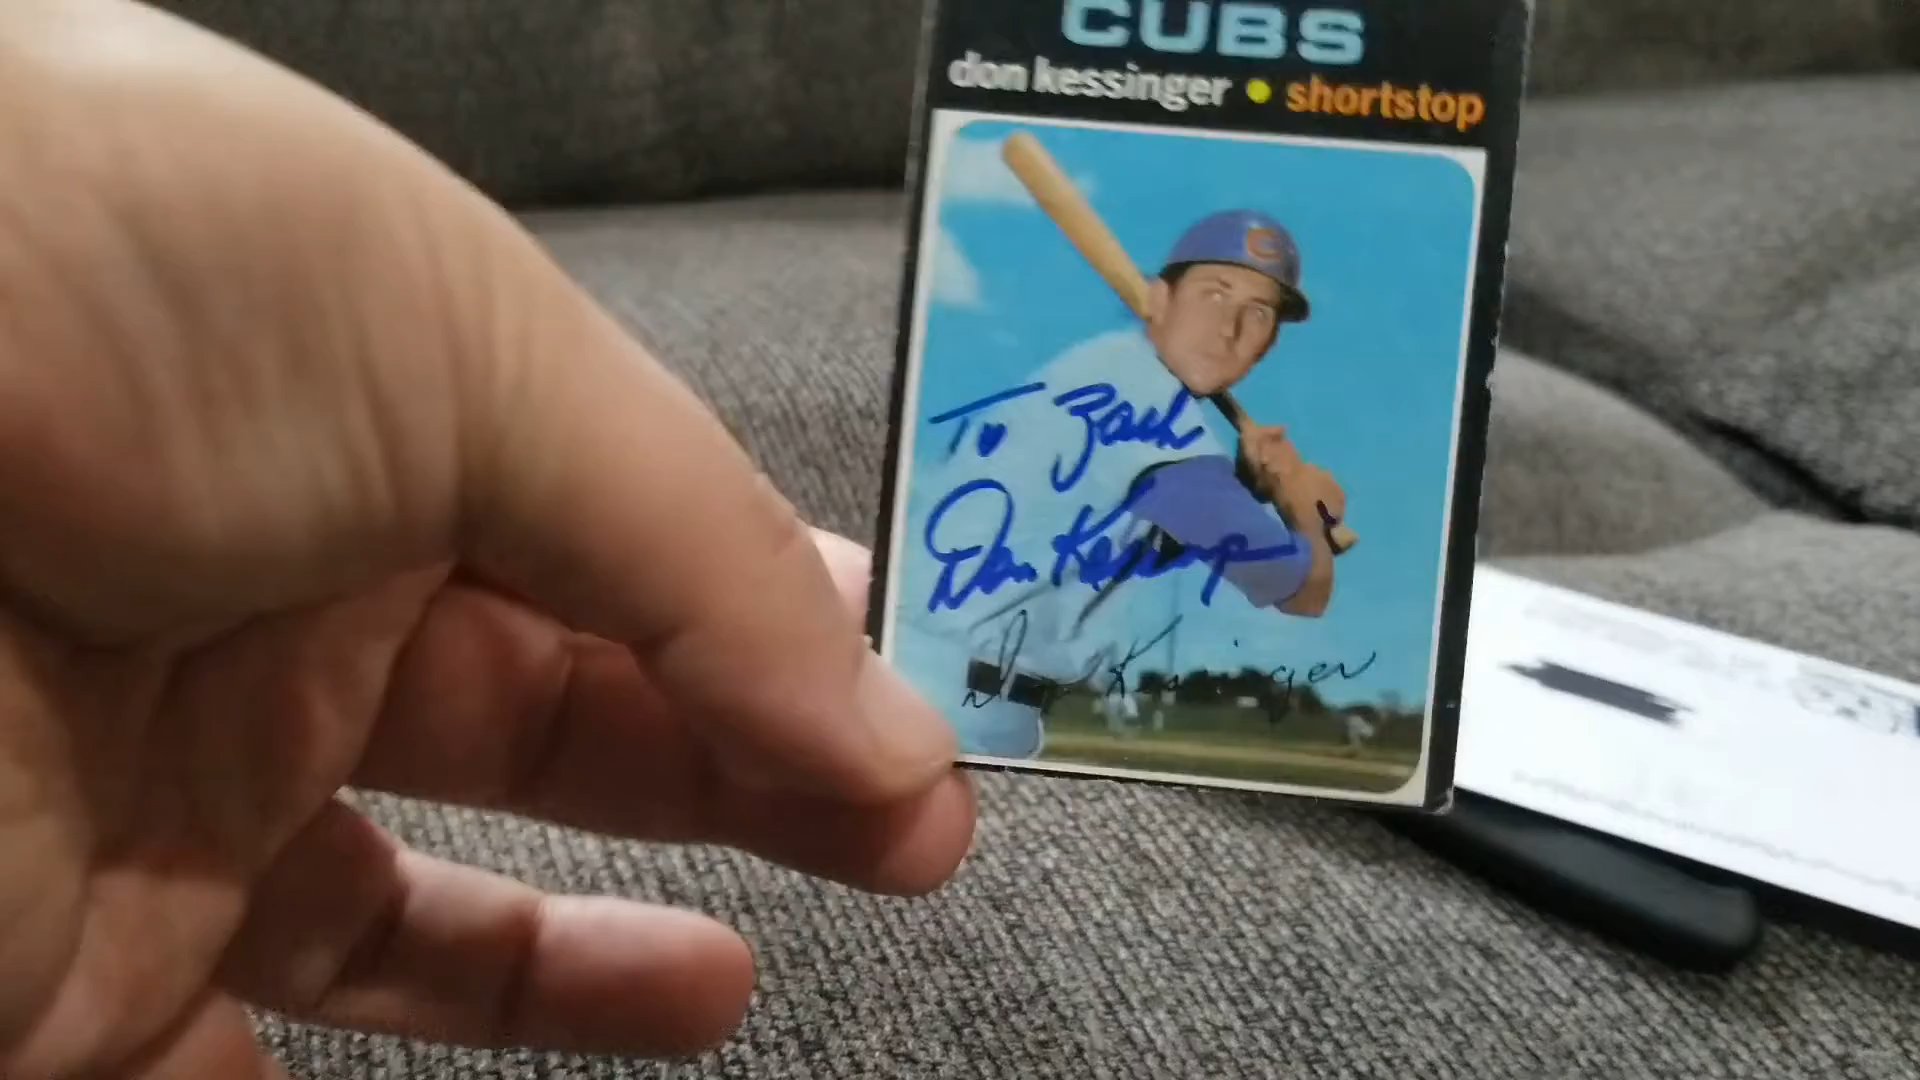 CUBS
don kessinger • shortstop
To Zach
Don Kessinger
Don Kessinger